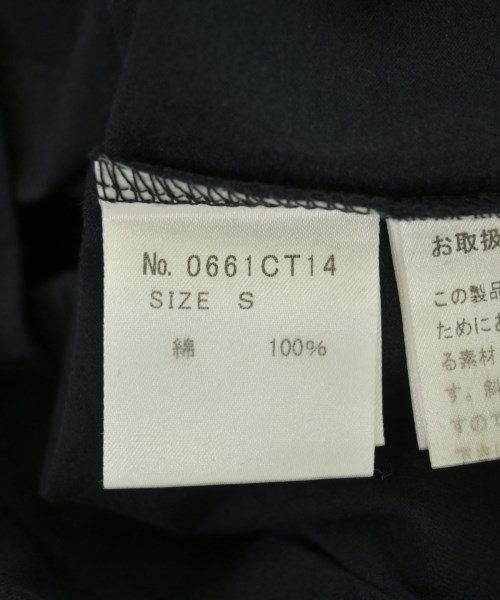 No. 0661CT14
SIZE S
綿 100%
お取扱
この製品
ために
る素材
す。斜
すので